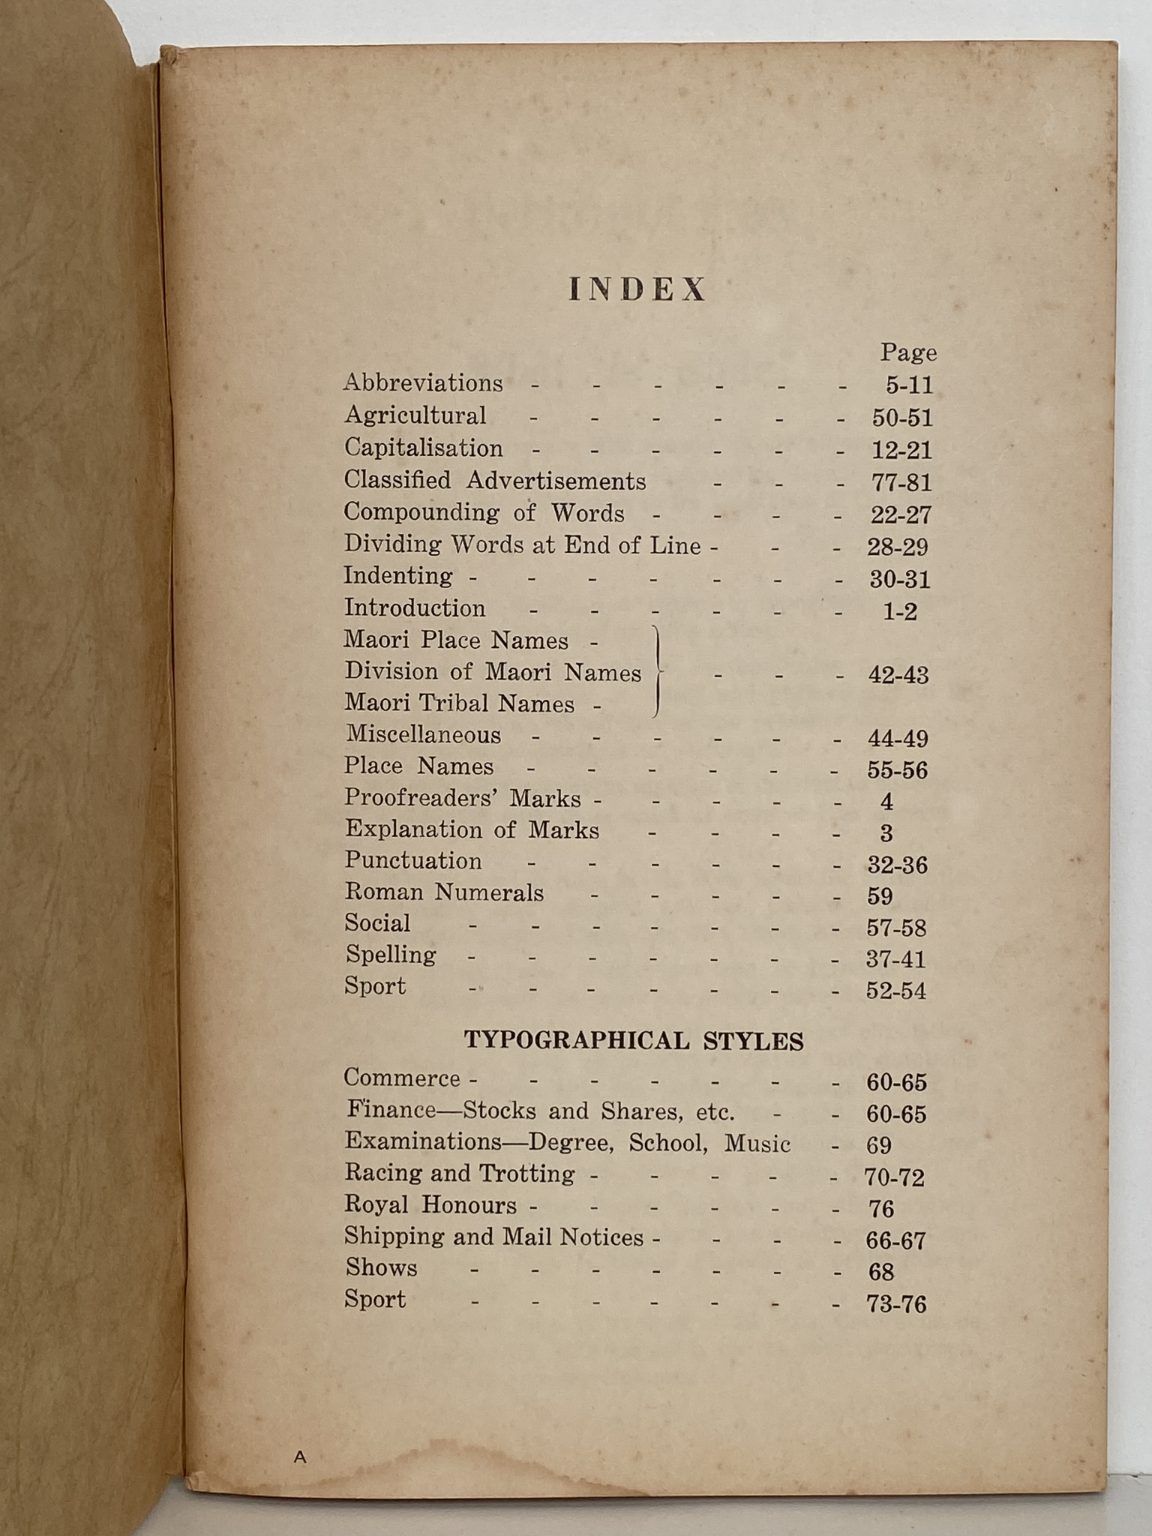 INDEX
Page
Abbreviations - - - - - - 5-11
Agricultural - - - - - - 50-51
Capitalisation - - - - - - 12-21
Classified Advertisements - - - 77-81
Compounding of Words - - - - 22-27
Dividing Words at End of Line - - - 28-29
Indenting - - - - - - - 30-31
Introduction - - - - - - 1-2
Maori Place Names -
Division of Maori Names } - - - 42-43
Maori Tribal Names -
Miscellaneous - - - - - - 44-49
Place Names - - - - - - 55-56
Proofreaders' Marks - - - - - 4
Explanation of Marks - - - - 3
Punctuation - - - - - - 32-36
Roman Numerals - - - - - 59
Social - - - - - - - 57-58
Spelling - - - - - - - 37-41
Sport - - - - - - - 52-54
TYPOGRAPHICAL STYLES
Commerce - - - - - - - 60-65
Finance—Stocks and Shares, etc. - - 60-65
Examinations—Degree, School, Music - 69
Racing and Trotting - - - - - 70-72
Royal Honours - - - - - - 76
Shipping and Mail Notices - - - - 66-67
Shows - - - - - - - 68
Sport - - - - - - - 73-76
A